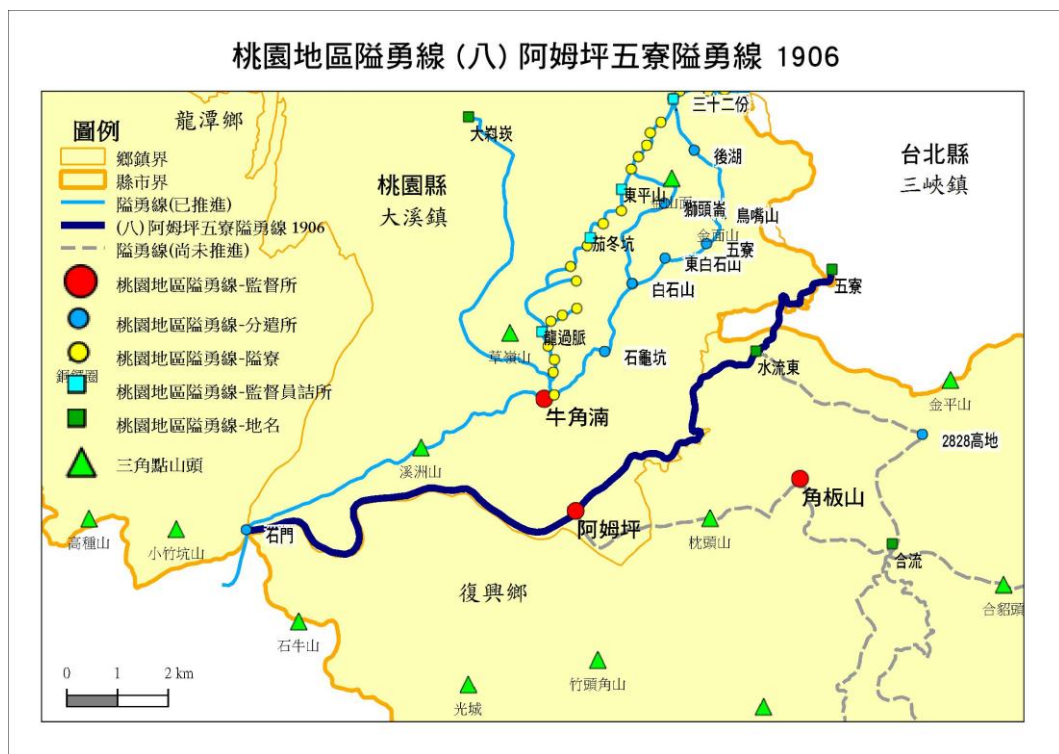 桃園地區隘勇線 (八) 阿姆坪五寮隘勇線 1906
圖例
鄉鎮界
縣市界
隘勇線(已推進)
(八) 阿姆坪五寮隘勇線 1906
隘勇線(尚未推進)
桃園地區隘勇線-監督所
桃園地區隘勇線-分遣所
桃園地區隘勇線-隘寮
桃園地區隘勇線-監督員詰所
桃園地區隘勇線-地名
三角點山頭
龍潭鄉
大嵙崁
三十二份
後湖
台北縣
三峽鎮
桃園縣
大溪鎮
東平山
獅頭崙
鳥嘴山
金面山
茄冬坑
五寮
東白石山
白石山
五寮
龍過脈
草嶺山
石龜坑
水流東
金平山
牛角湳
2828高地
溪洲山
角板山
阿姆坪
枕頭山
石門
高種山
小竹坑山
合流
復興鄉
合貂頭
石牛山
竹頭角山
光城
0 1 2 km